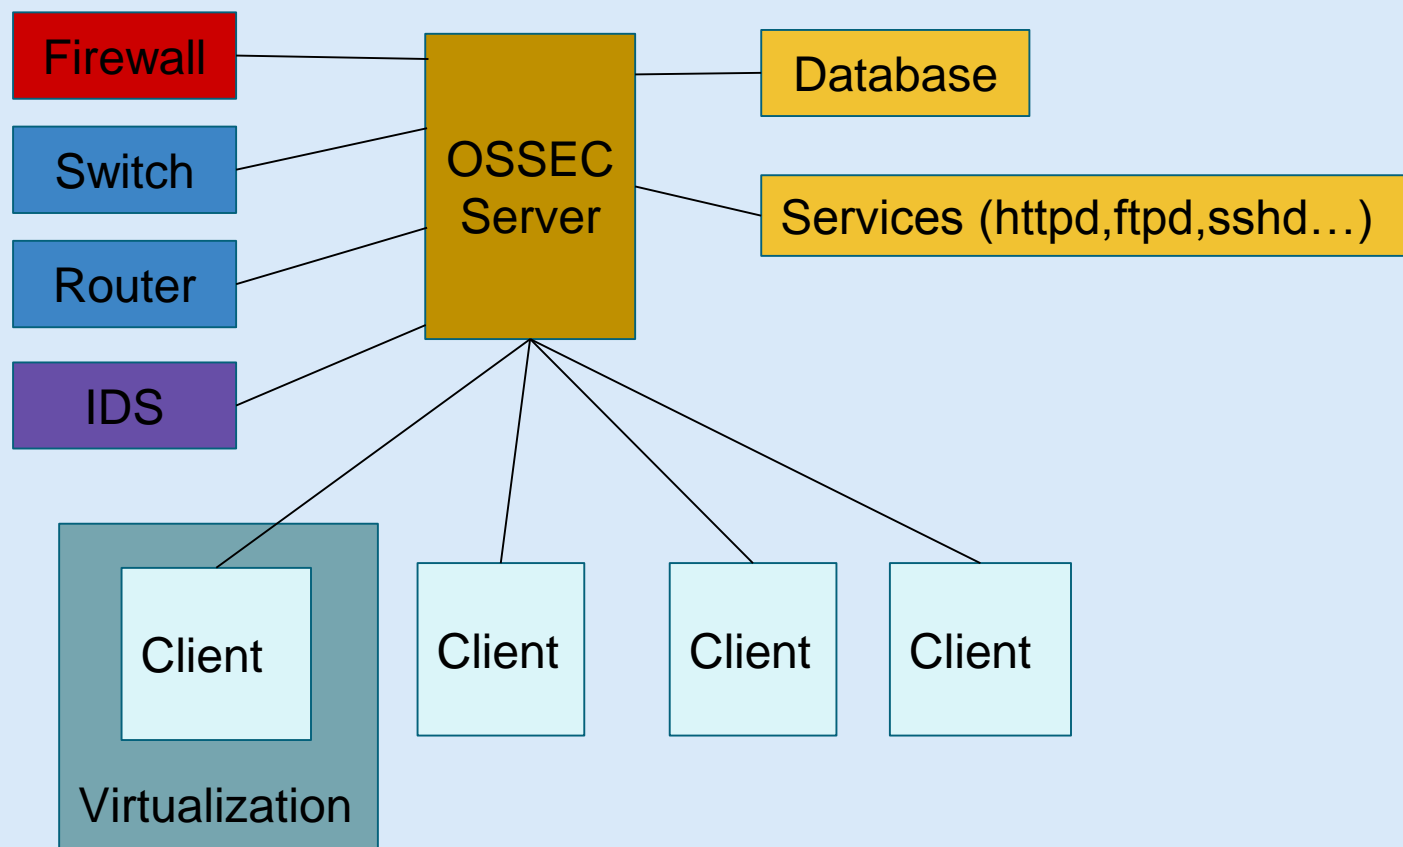 Firewall
Switch
Router
IDS
OSSEC
Server
Database
Services (httpd,ftpd,sshd…)
Client
Client
Client
Client
Virtualization